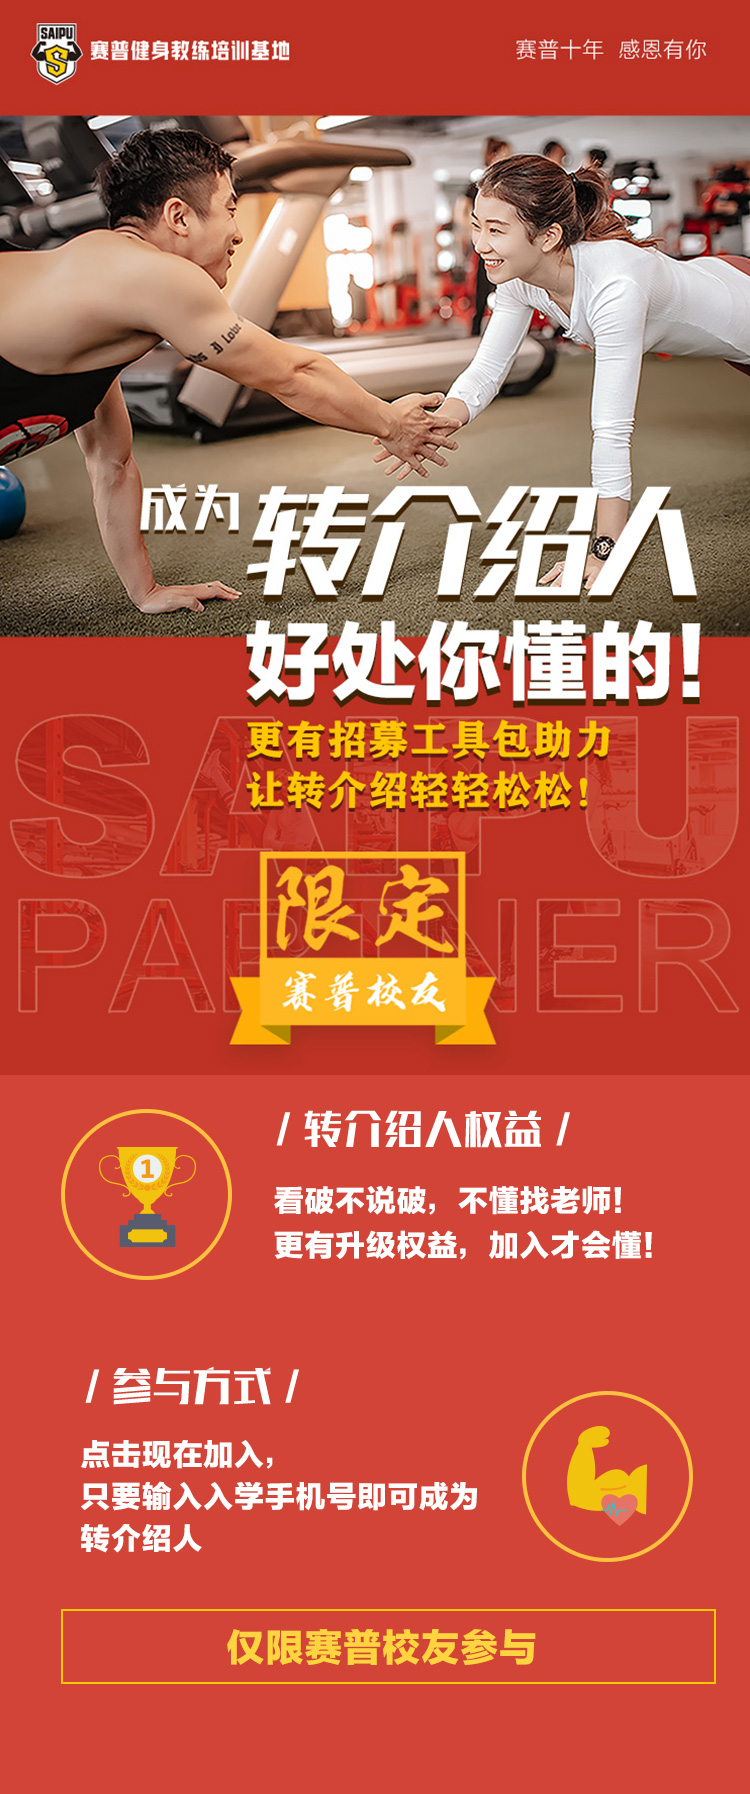 SAIPU
S
赛普健身教练培训基地
赛普十年 感恩有你
I Love
成为转介绍人
好处你懂的!
更有招募工具包助力
让转介绍轻轻松松!
SAIPU
PARTNER
限定
赛普校友
1
/ 转介绍人权益 /
看破不说破，不懂找老师!
更有升级权益，加入才会懂!
/ 参与方式 /
点击现在加入，
只要输入入学手机号即可成为
转介绍人
仅限赛普校友参与